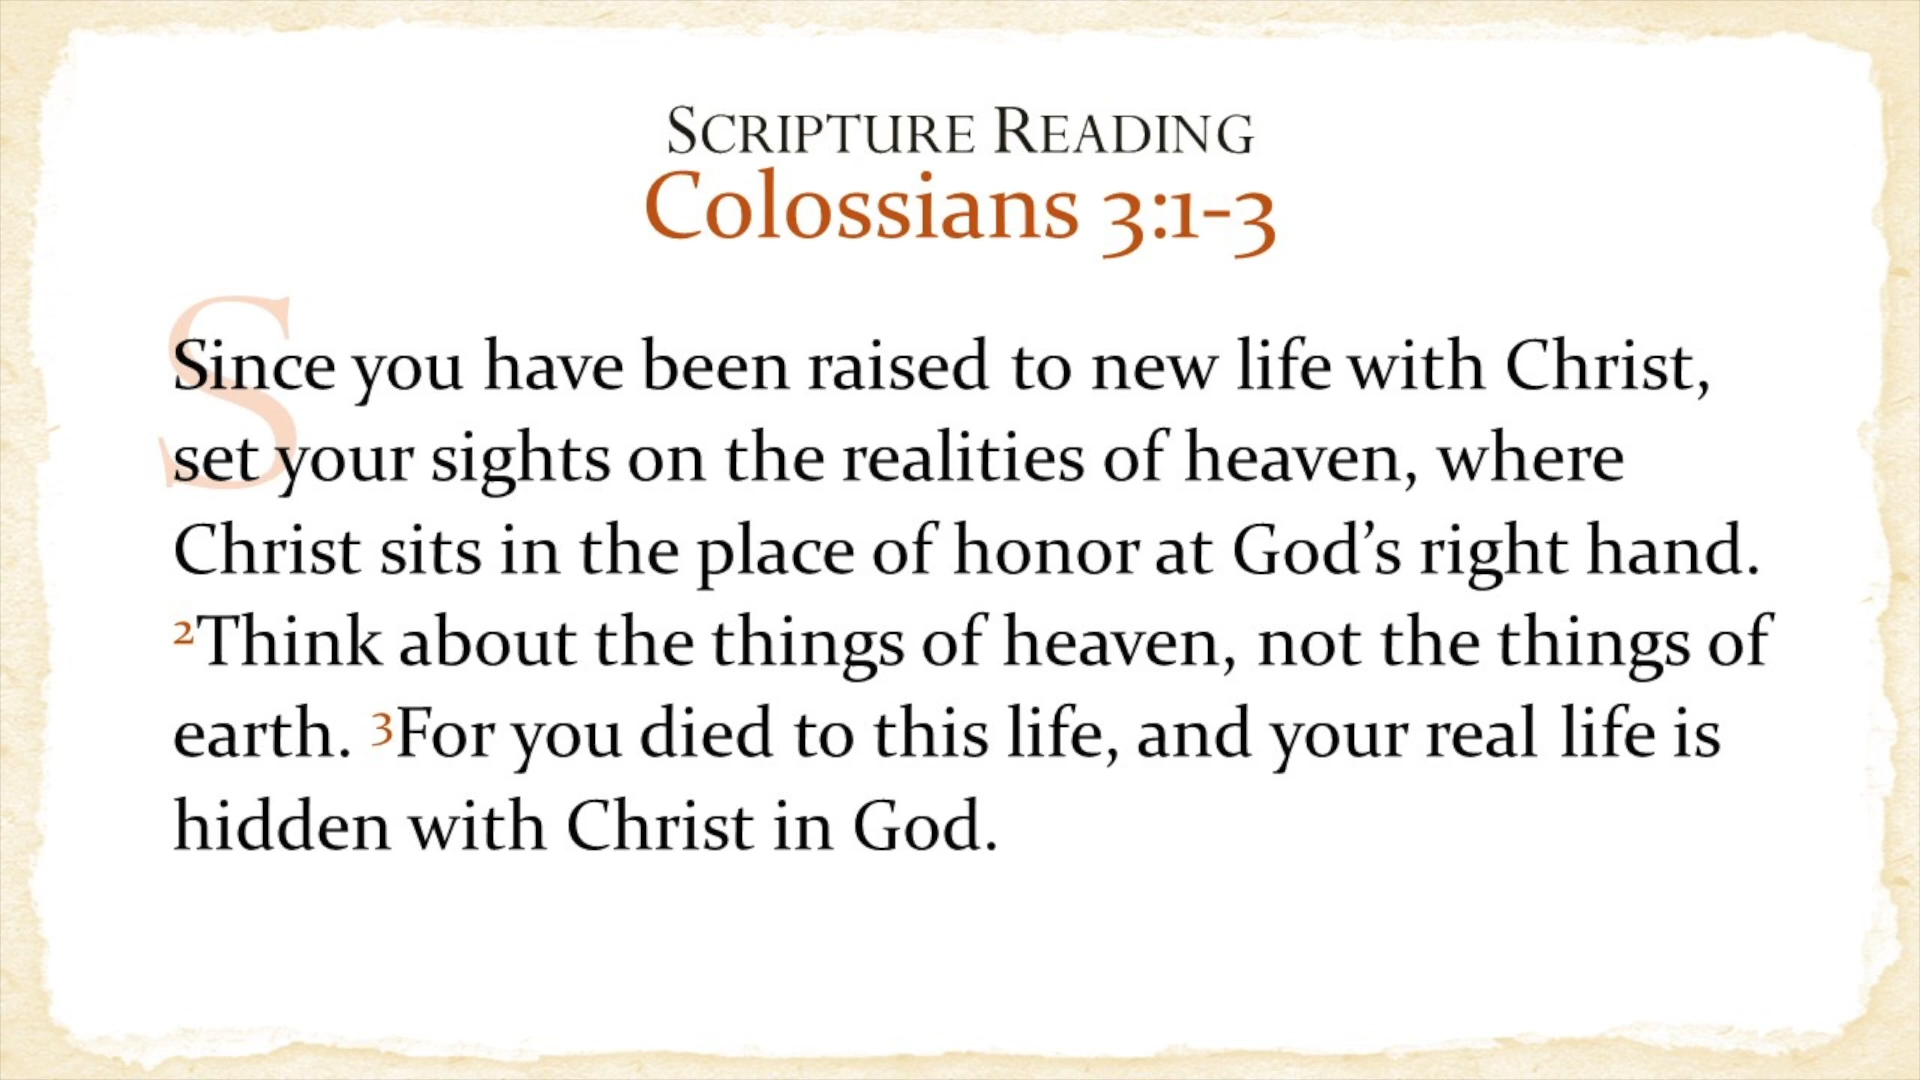 SCRIPTURE READING
Colossians 3:1-3
Since you have been raised to new life with Christ,
set your sights on the realities of heaven, where
Christ sits in the place of honor at God’s right hand.
²Think about the things of heaven, not the things of
earth. ³For you died to this life, and your real life is
hidden with Christ in God.